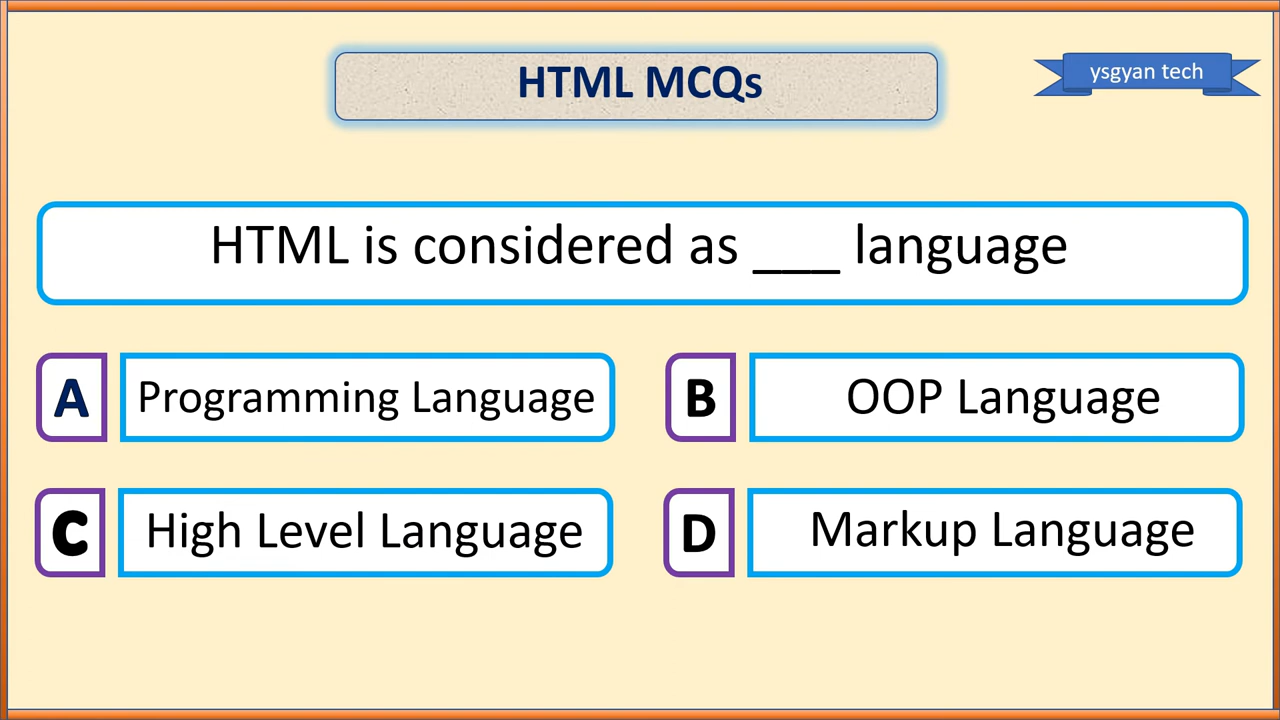 HTML MCQs
ysgyan tech
HTML is considered as ___ language
A Programming Language
B OOP Language
C High Level Language
D Markup Language